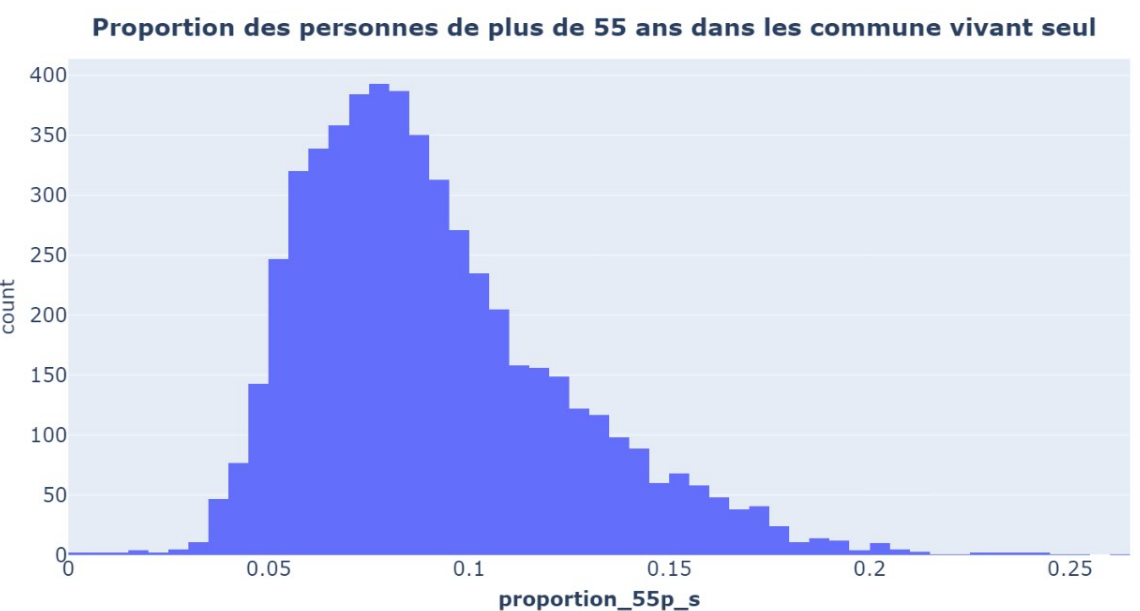 Proportion des personnes de plus de 55 ans dans les commune vivant seul
400
350
300
250
200
150
100
50
0
count
0 0.05 0.1 0.15 0.2 0.25
proportion_55p_s